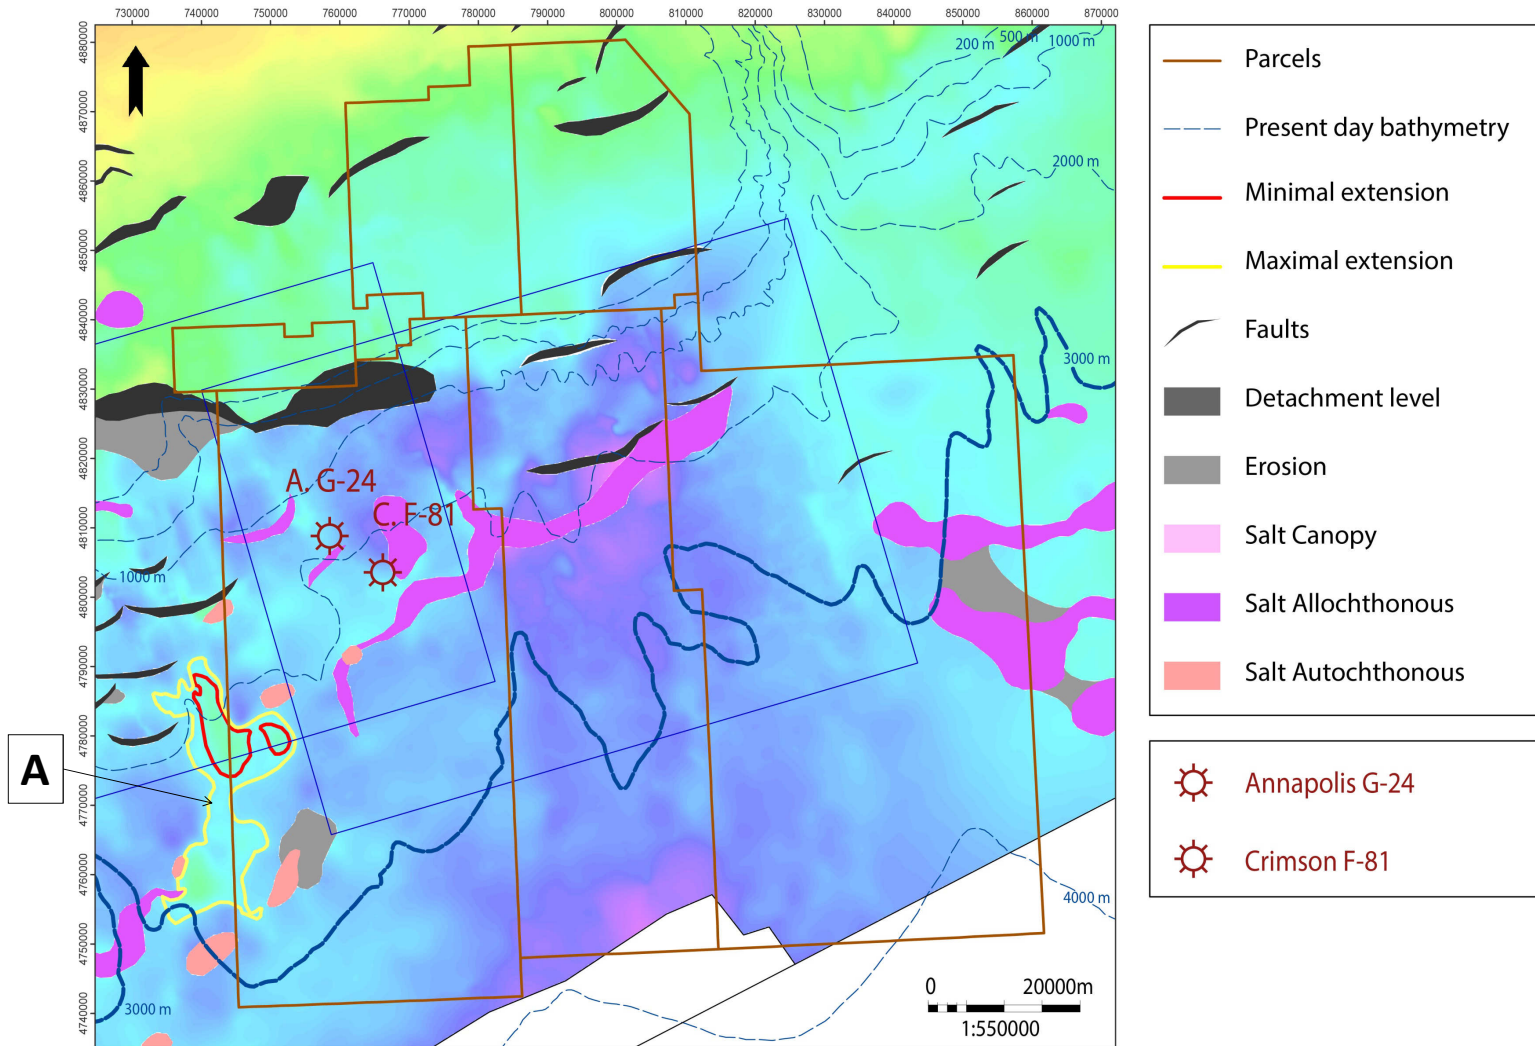 730000 740000 750000 760000 770000 780000 790000 800000 810000 820000 830000 840000 850000 860000 870000
4880000
4870000
4860000
4850000
4840000
4830000
4820000
4810000
4800000
4790000
4780000
4770000
4760000
4750000
4740000
200 m
500 m
1000 m
2000 m
3000 m
A. G-24
C. F-81
1000 m
A
4000 m
3000 m
0 20000m
1:550000
Parcels
Present day bathymetry
Minimal extension
Maximal extension
Faults
Detachment level
Erosion
Salt Canopy
Salt Allochthonous
Salt Autochthonous
Annapolis G-24
Crimson F-81